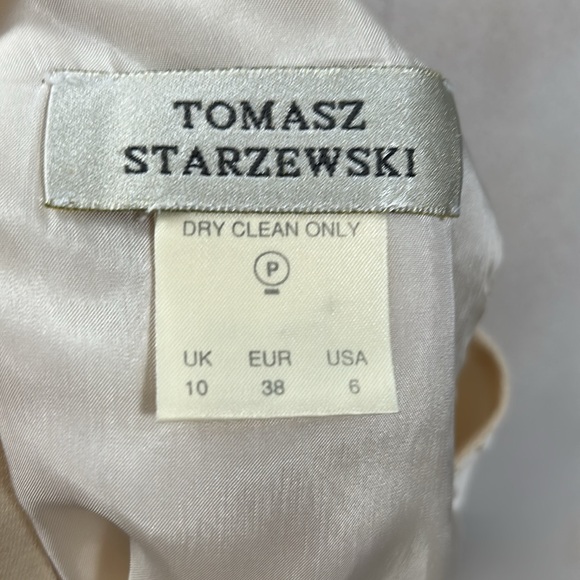 TOMASZ
STARZEWSKI
DRY CLEAN ONLY
P
UK EUR USA
10 38 6